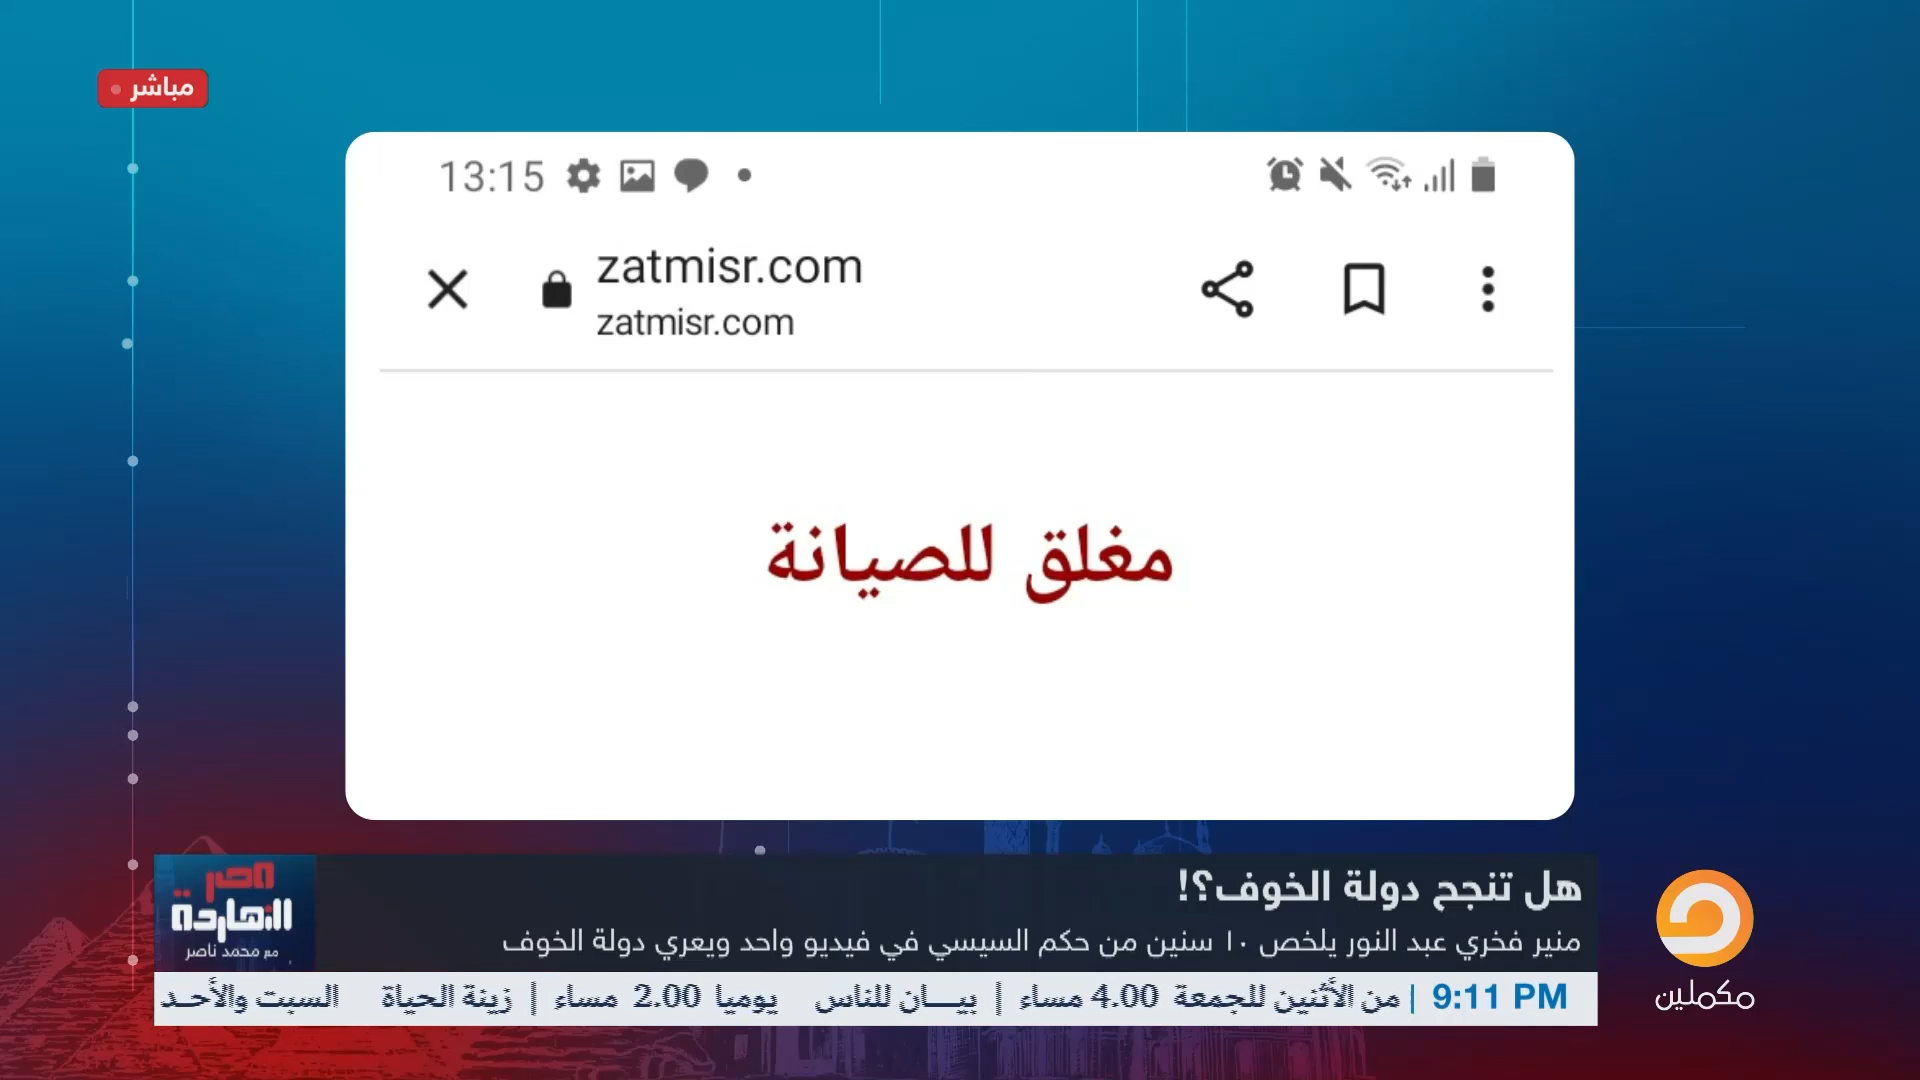 مباشر
13:15
zatmisr.com
zatmisr.com
مغلق للصيانة
هل تنجح دولة الخوف؟!
منير فخري عبد النور يلخص ١٠ سنين من حكم السيسي في فيديو واحد ويعري دولة الخوف
مصر
النهاردة
مع محمد ناصر
9:11 PM | من الأثنين للجمعة 4.00 مساء | بيـــان للناس يوميا 2.00 مساء | زينة الحياة السبت والأحـد
مكملين